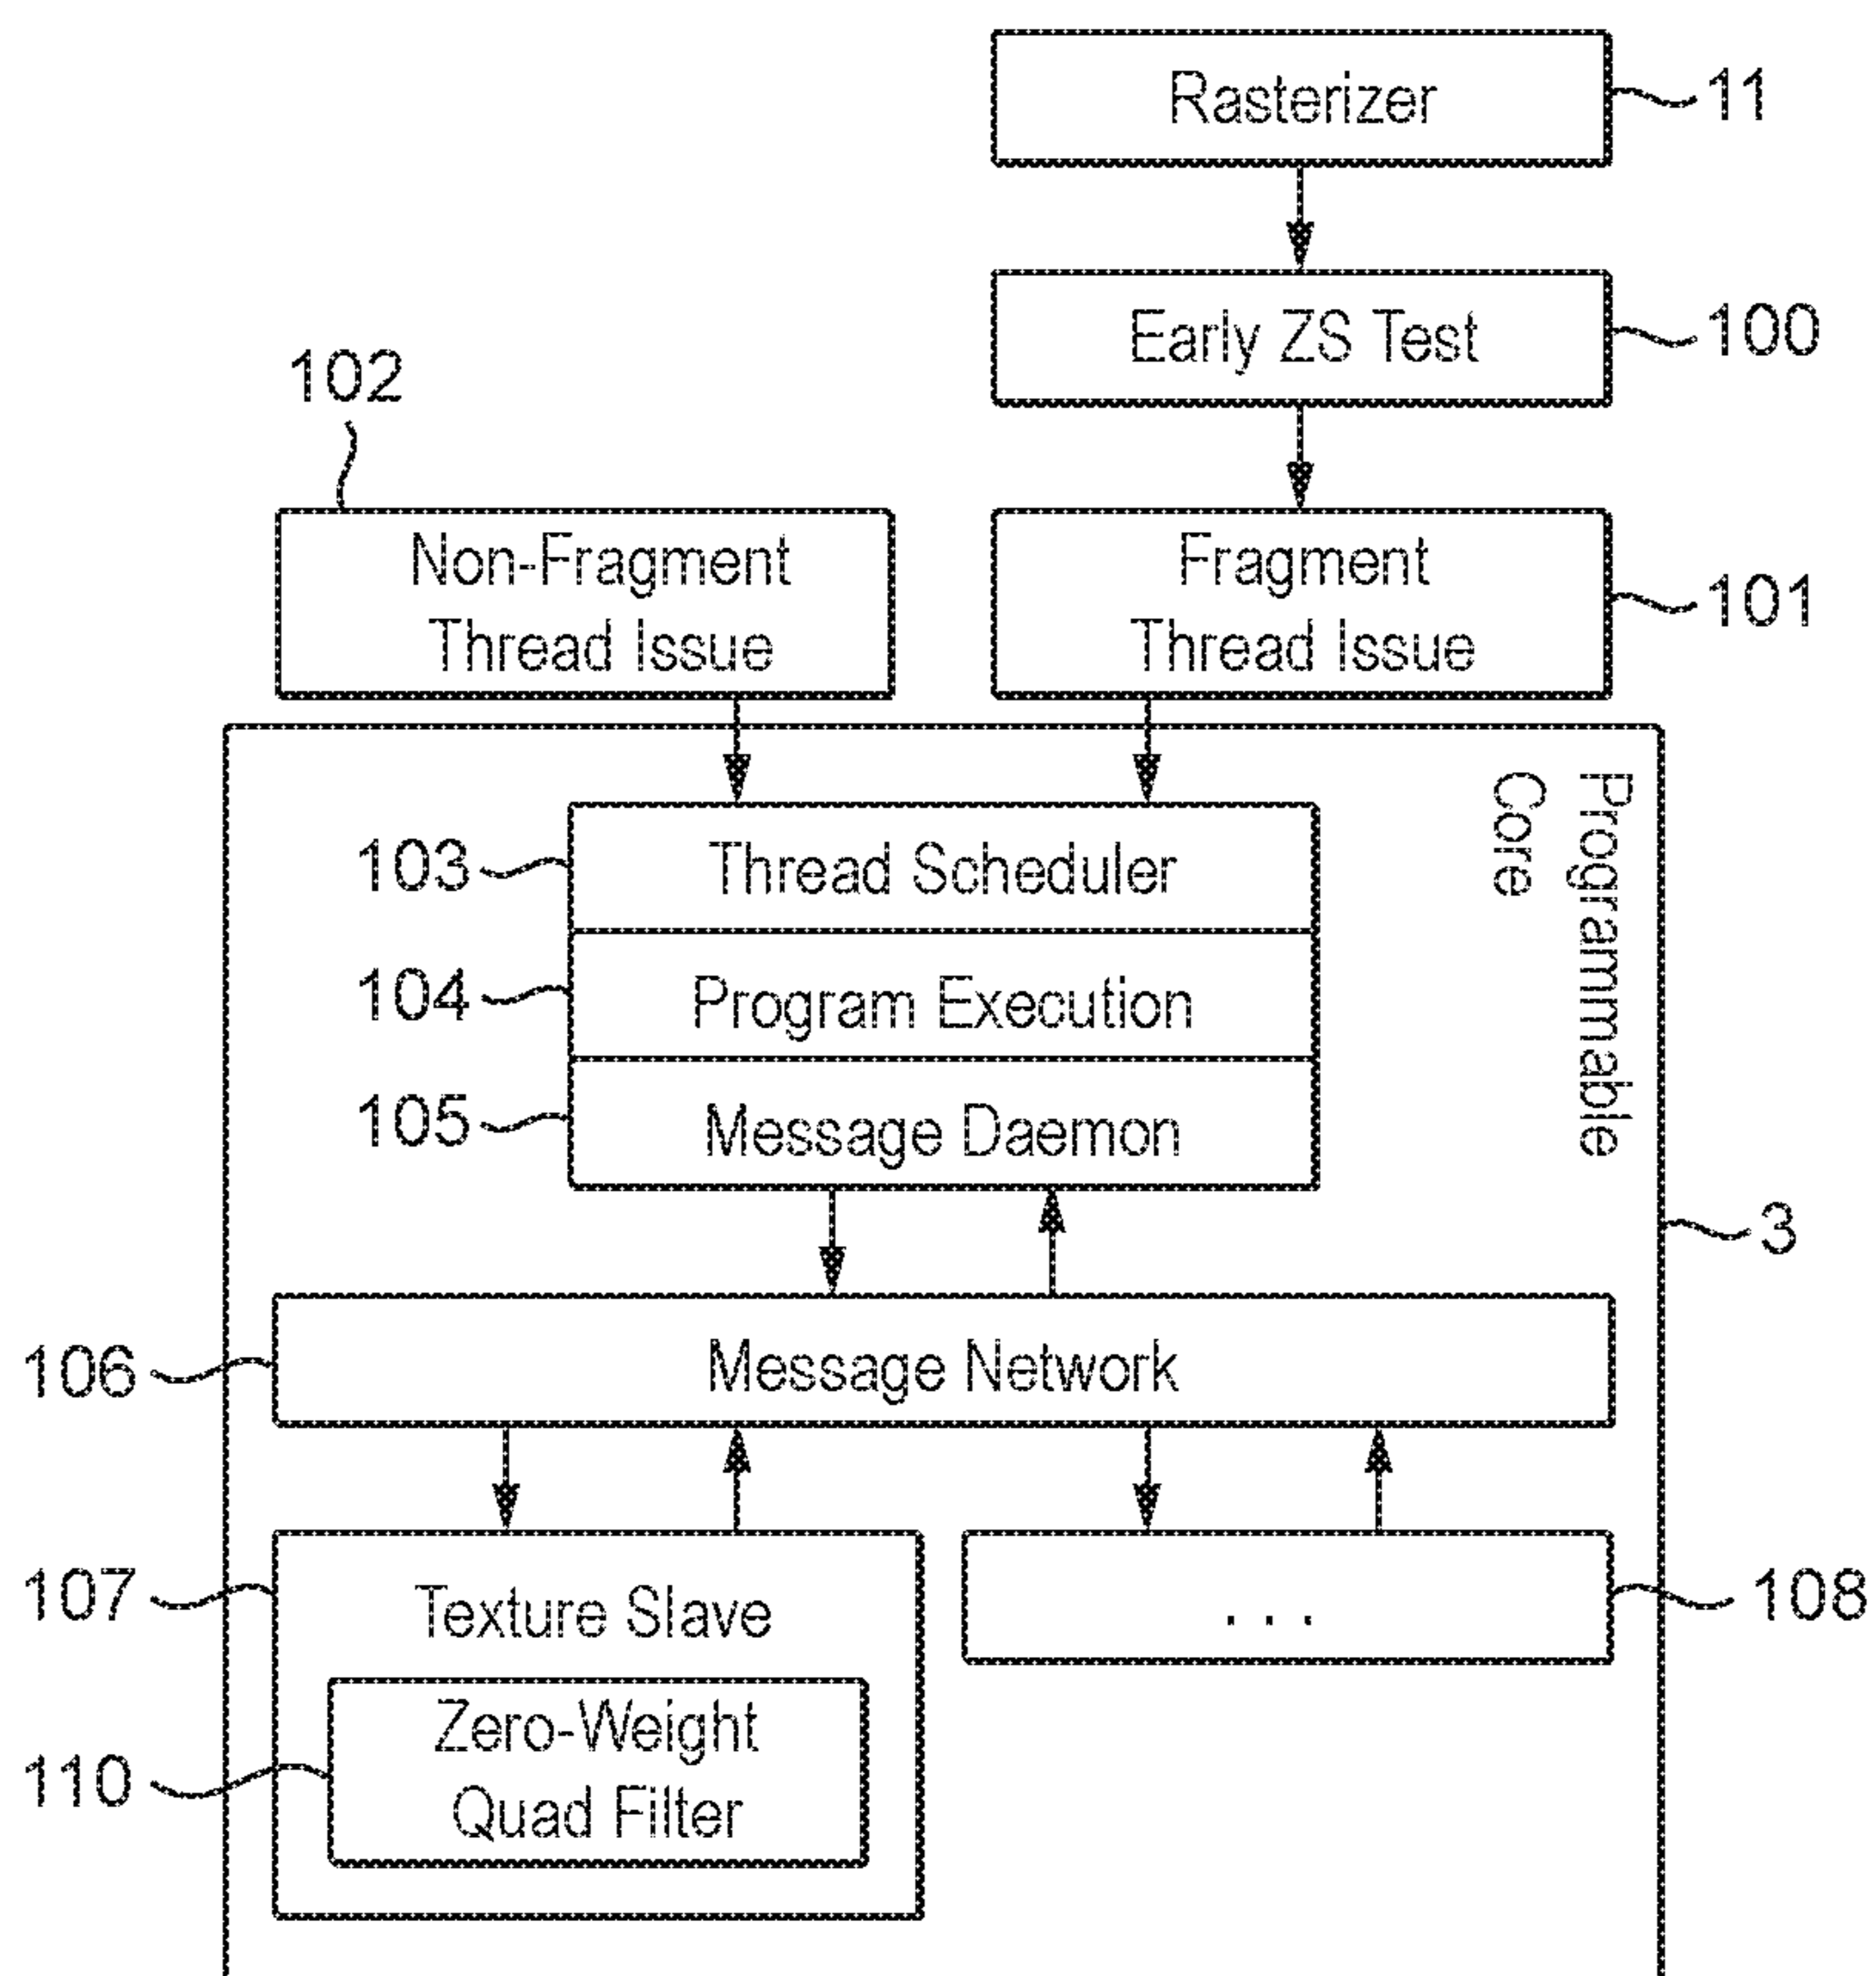 Rasterizer
11
Early ZS Test
100
102
Non-Fragment
Thread Issue
Fragment
Thread Issue
101
Programmable
Core
103
Thread Scheduler
104
Program Execution
105
Message Daemon
3
106
Message Network
107
Texture Slave
. . .
108
110
Zero-Weight
Quad Filter